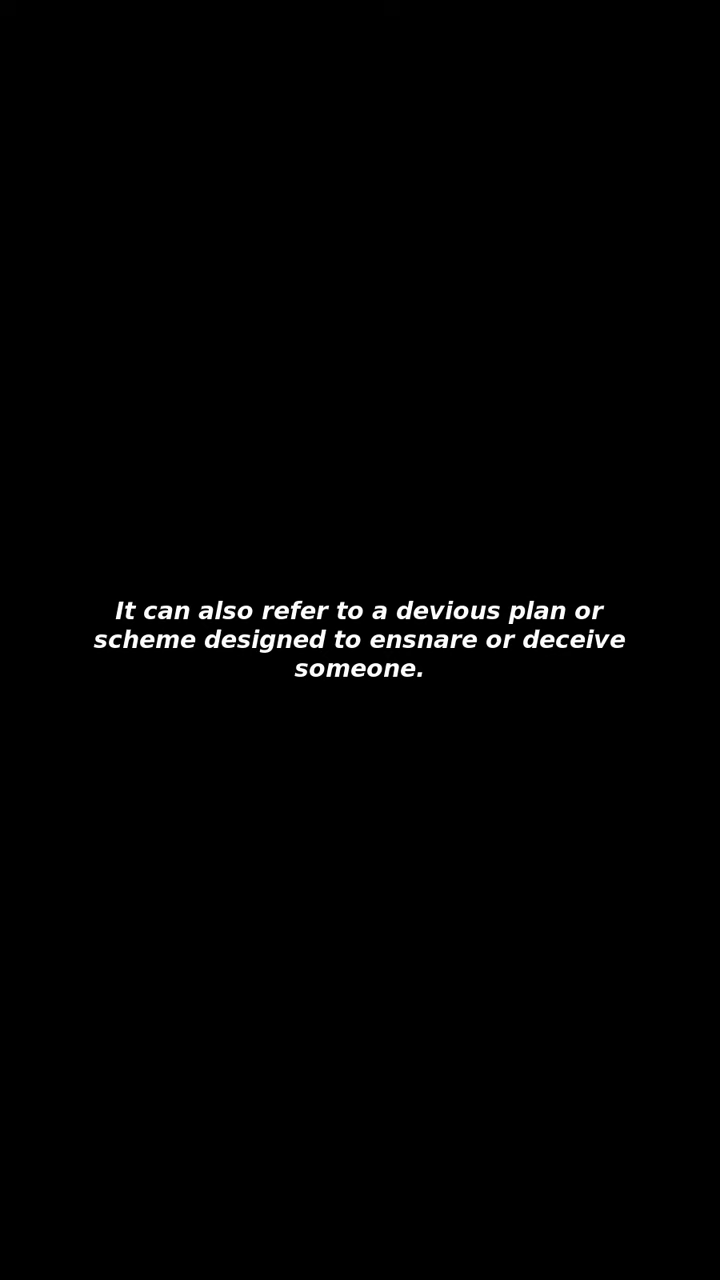 It can also refer to a devious plan or
scheme designed to ensnare or deceive
someone.